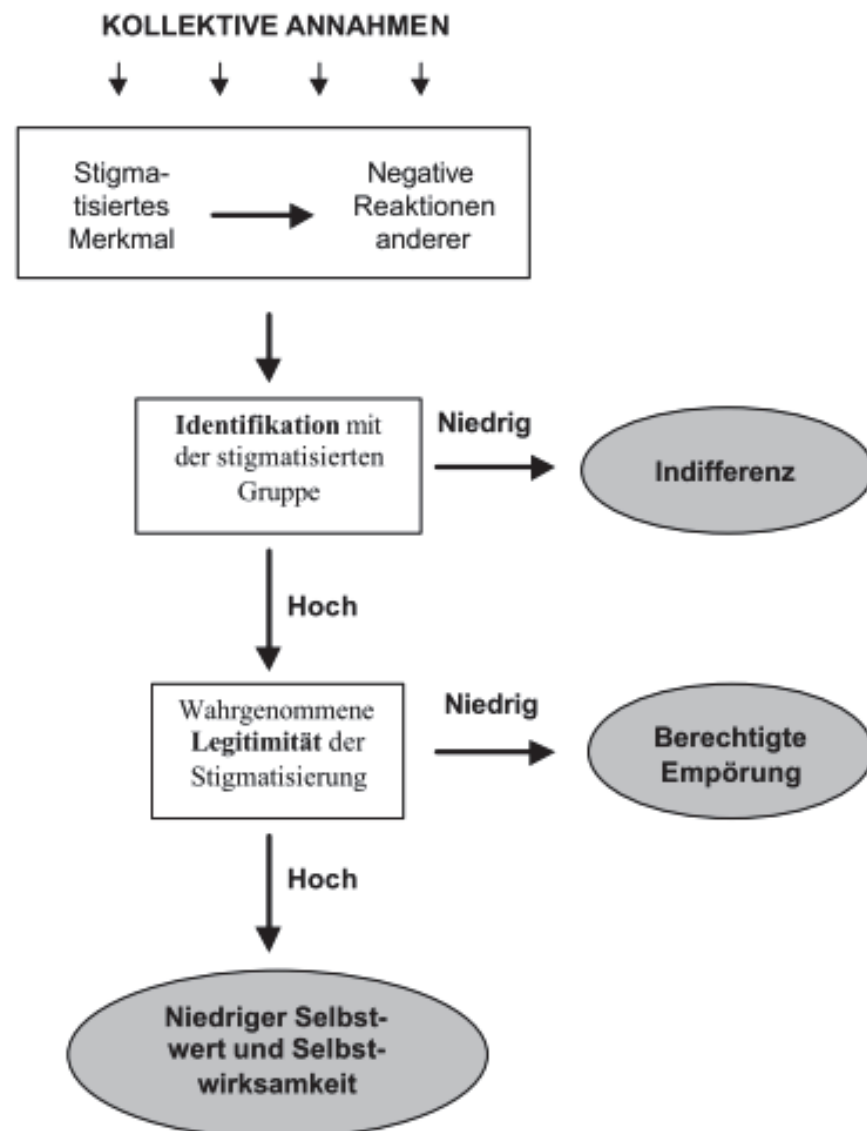 KOLLEKTIVE ANNAHMEN
Stigma-
tisiertes
Merkmal
Negative
Reaktionen
anderer
Identifikation mit
der stigmatisierten
Gruppe
Niedrig
Indifferenz
Hoch
Wahrgenommene
Legitimität der
Stigmatisierung
Niedrig
Berechtigte
Empörung
Hoch
Niedriger Selbst-
wert und Selbst-
wirksamkeit